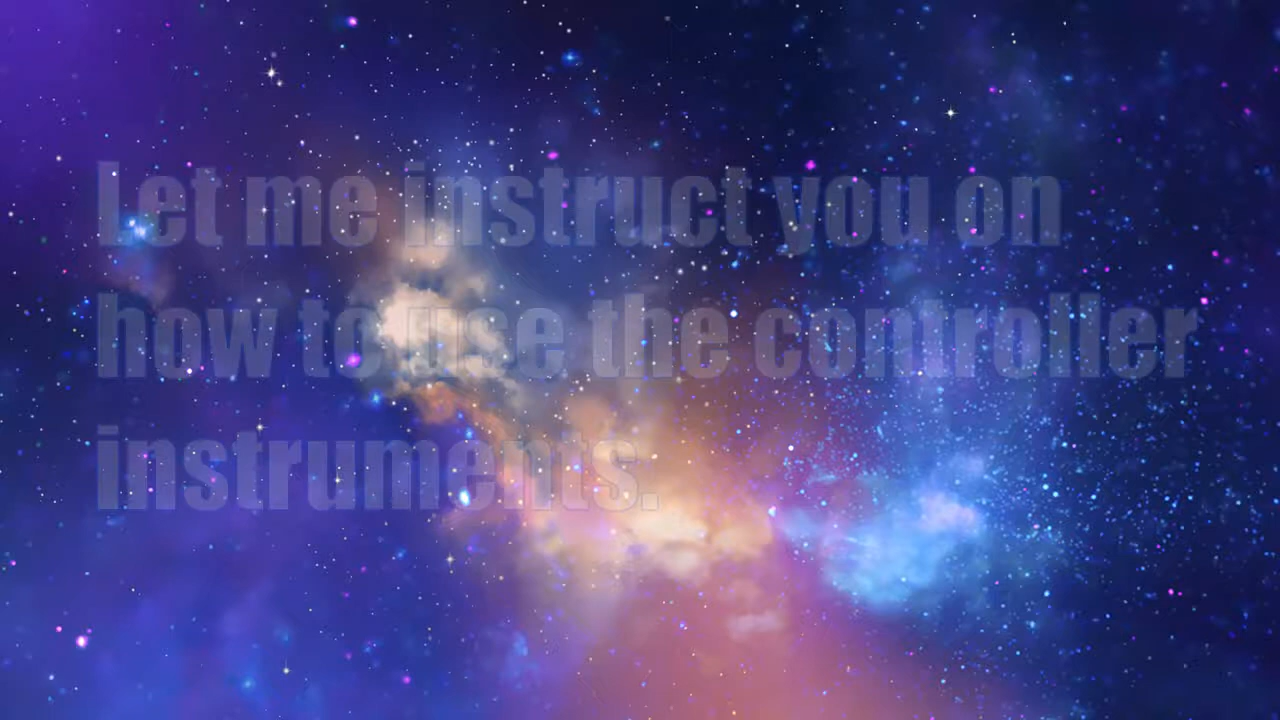 Let me instruct you on
how to use the controller
instruments.